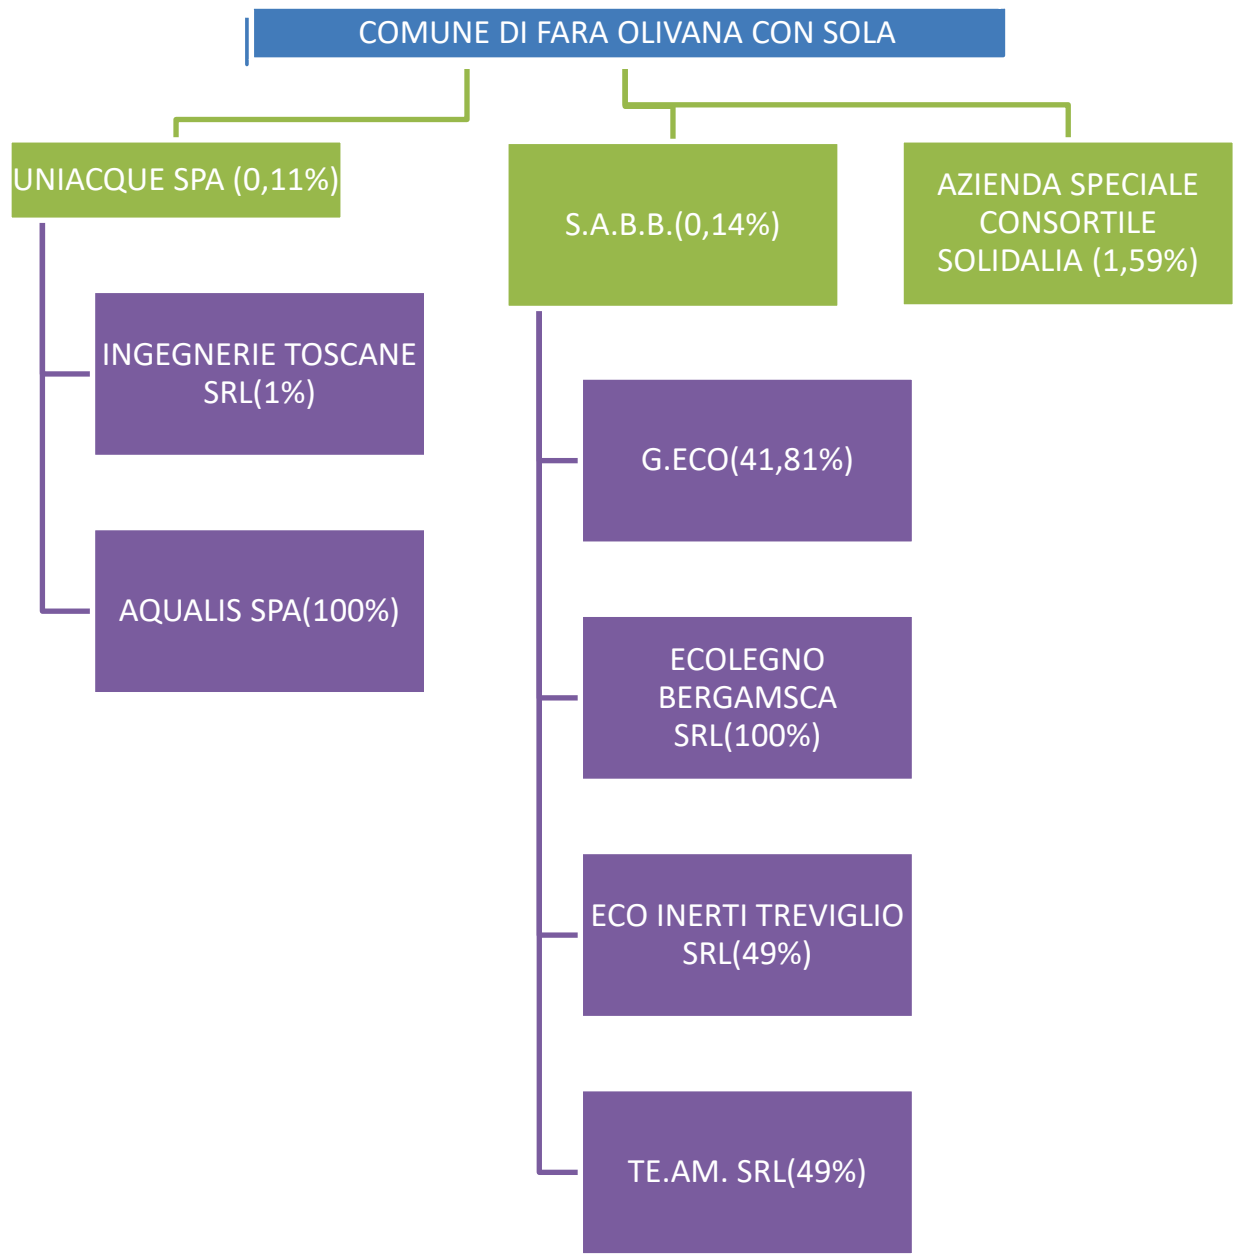 COMUNE DI FARA OLIVANA CON SOLA
UNIACQUE SPA (0,11%)
INGEGNERIE TOSCANE
SRL(1%)
AQUALIS SPA(100%)
S.A.B.B.(0,14%)
G.ECO(41,81%)
ECOLEGNO
BERGAMSCA
SRL(100%)
ECO INERTI TREVIGLIO
SRL(49%)
TE.AM. SRL(49%)
AZIENDA SPECIALE
CONSORTILE
SOLIDALIA (1,59%)